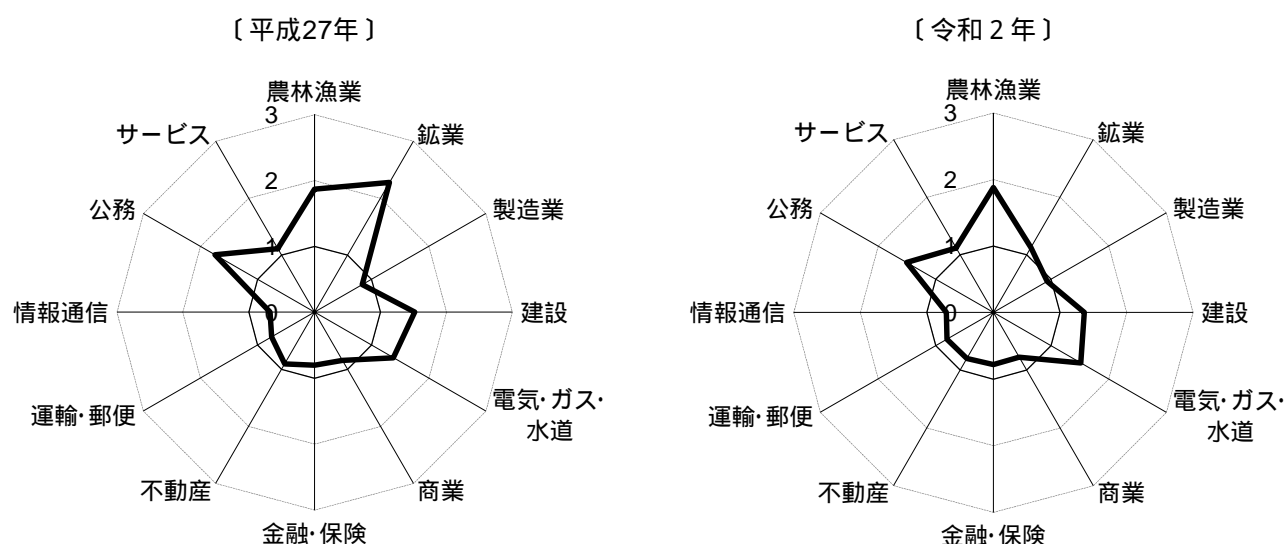 〔 平成27年 〕
農林漁業
鉱業
製造業
建設
電気・ガス・
水道
商業
金融・保険
不動産
運輸・郵便
情報通信
公務
サービス
3
2
1
0
〔 令和２年 〕
農林漁業
鉱業
製造業
建設
電気・ガス・
水道
商業
金融・保険
不動産
運輸・郵便
情報通信
公務
サービス
3
2
1
0